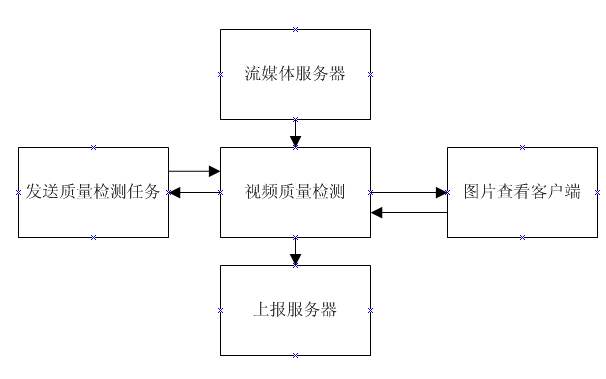 流媒体服务器
发送质量检测任务
视频质量检测
图片查看客户端
上报服务器